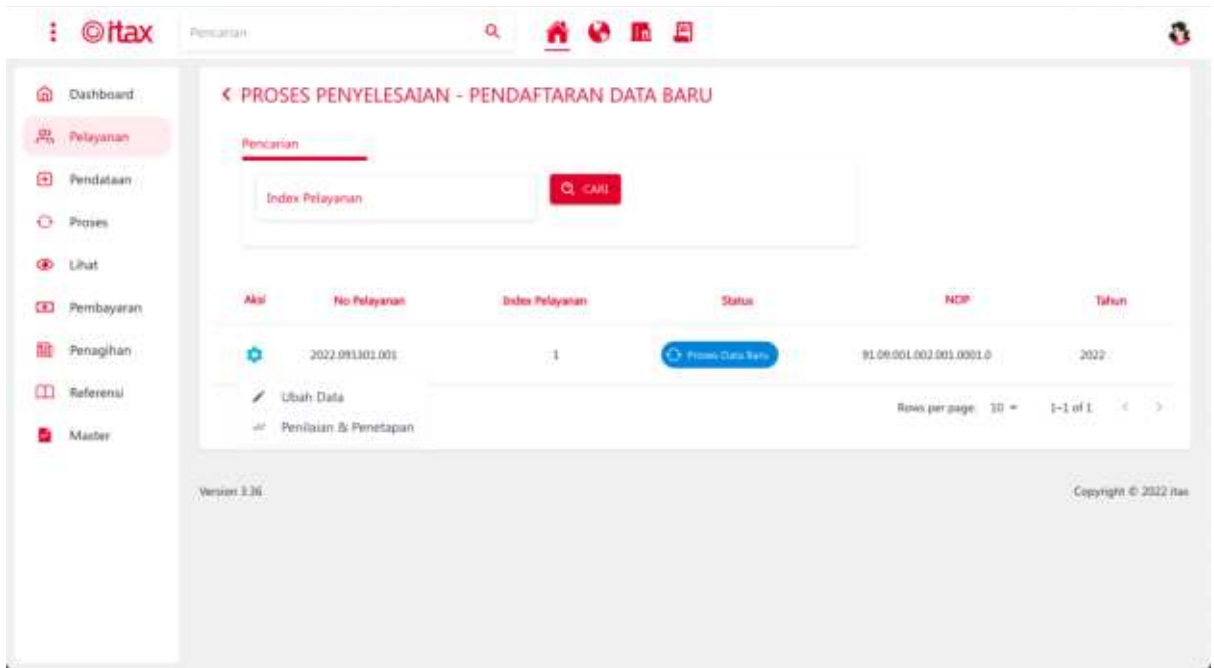 itax
Pencarian
Dashboard
Pelayanan
Pendataan
Proses
Lihat
Pembayaran
Penagihan
Referensi
Master
PROSES PENYELESAIAN - PENDAFTARAN DATA BARU
Pencarian
Index Pelayanan
CARI
Aksi No Pelayanan Index Pelayanan Status NOP Tahun
2022.091301.001 1 Proses Data Baru 91.09.001.002.001.0001.0 2022
Ubah Data
Penilaian & Penetapan
Rows per page: 10 1–1 of 1
Version 3.36
Copyright © 2022 itax